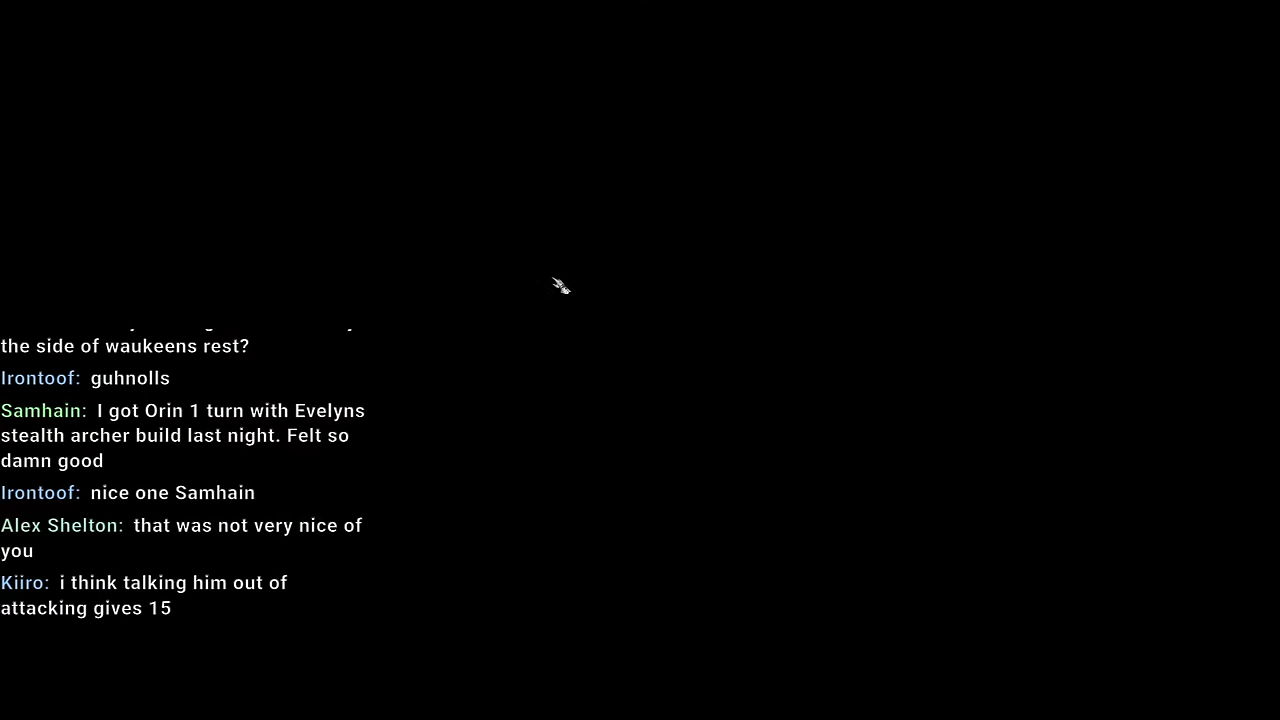 the side of waukeens rest?
Irontoof: guhnolls
Samhain: I got Orin 1 turn with Evelyns
stealth archer build last night. Felt so
damn good
Irontoof: nice one Samhain
Alex Shelton: that was not very nice of
you
Kiiro: i think talking him out of
attacking gives 15